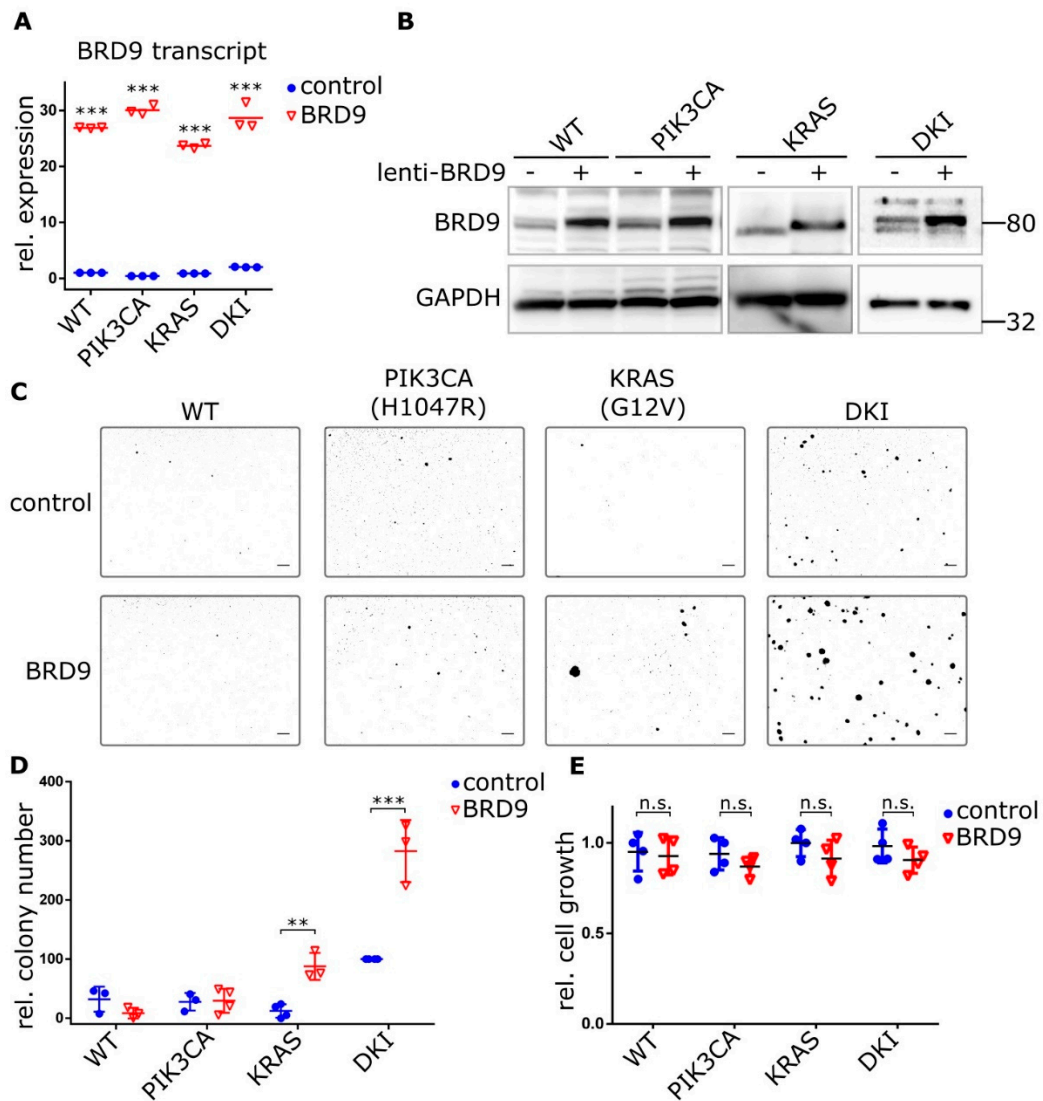 A
BRD9 transcript
control
BRD9
*** *** *** ***
rel. expression
30
20
10
0
WT PIK3CA KRAS DKI
B
WT PIK3CA KRAS DKI
lenti-BRD9 - + - + - + - +
BRD9
80
GAPDH
32
C
WT PIK3CA (H1047R) KRAS (G12V) DKI
control
BRD9
D
control
BRD9
rel. colony number
400
300
200
100
0
** ***
WT PIK3CA KRAS DKI
E
control
BRD9
n.s. n.s. n.s. n.s.
rel. cell growth
1.0
0.5
0.0
WT PIK3CA KRAS DKI